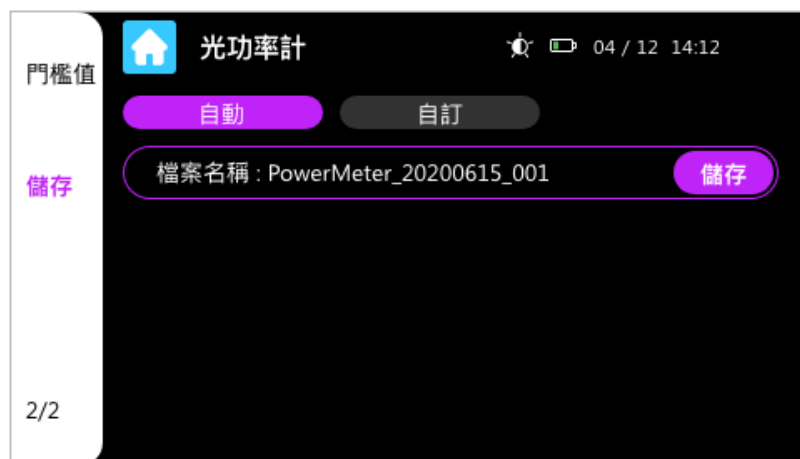 光功率計
04 / 12 14:12
門檻值
自動 自訂
檔案名稱 : PowerMeter_20200615_001 儲存
儲存
2/2